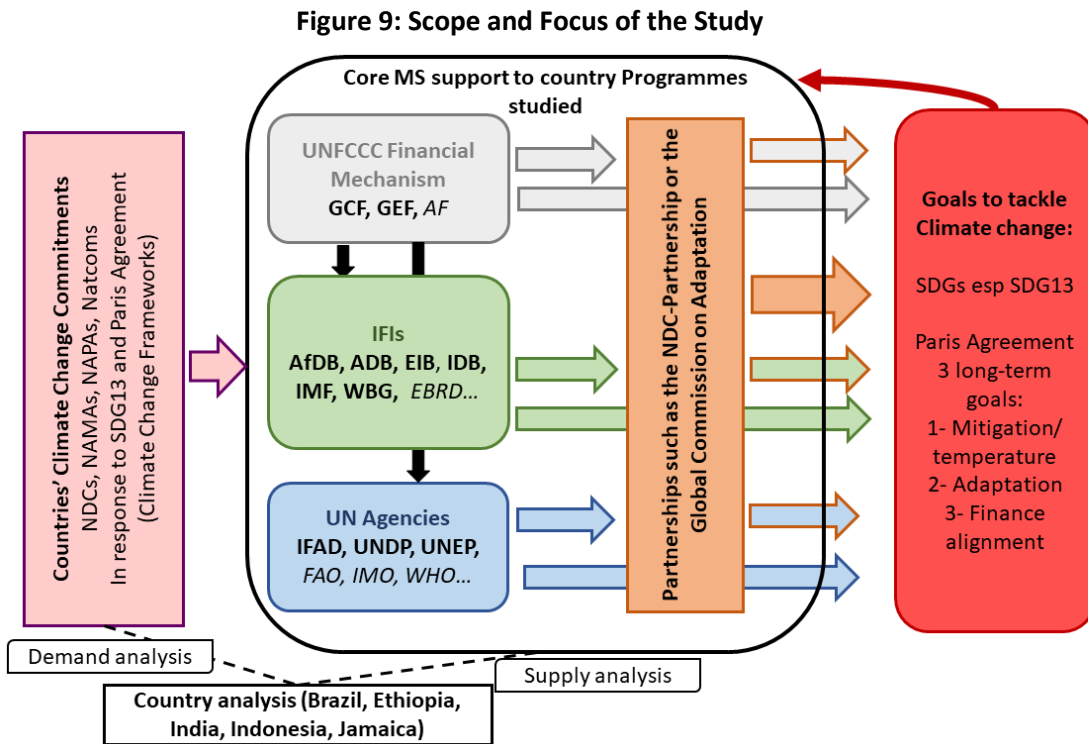 Figure 9: Scope and Focus of the Study
Core MS support to country Programmes
studied
Countries’ Climate Change Commitments
NDCs, NAMAs, NAPAs, Natcoms
In response to SDG13 and Paris Agreement
(Climate Change Frameworks)
UNFCCC Financial
Mechanism
GCF, GEF, AF
IFIs
AfDB, ADB, EIB, IDB,
IMF, WBG, EBRD...
UN Agencies
IFAD, UNDP, UNEP,
FAO, IMO, WHO...
Partnerships such as the NDC-Partnership or the
Global Commission on Adaptation
Goals to tackle
Climate change:
SDGs esp SDG13
Paris Agreement
3 long-term
goals:
1- Mitigation/
temperature
2- Adaptation
3- Finance
alignment
Demand analysis
Supply analysis
Country analysis (Brazil, Ethiopia,
India, Indonesia, Jamaica)